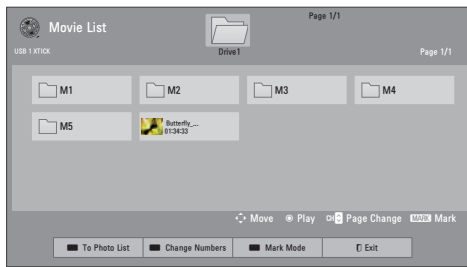 Page 1/1
Movie List
USB 1 XTICK
Drive1
Page 1/1
M1
M2
M3
M4
M5
Butterfly_...
01:34:33
Move
Play
CH
Page Change
MARK
Mark
To Photo List
Change Numbers
Mark Mode
Exit